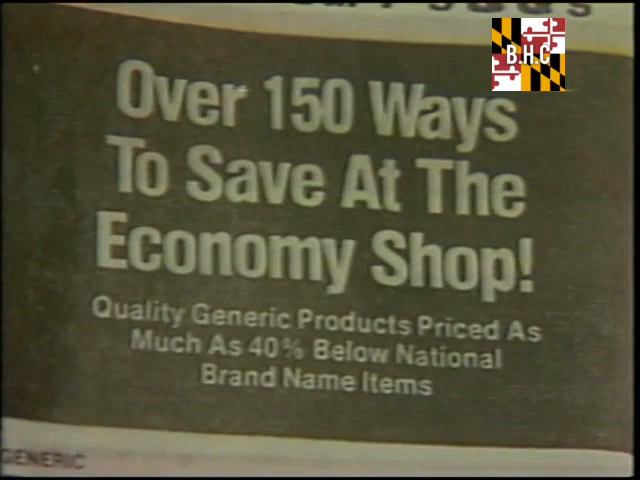 B.H.C
Over 150 Ways
To Save At The
Economy Shop!
Quality Generic Products Priced As
Much As 40% Below National
Brand Name Items
GENERIC